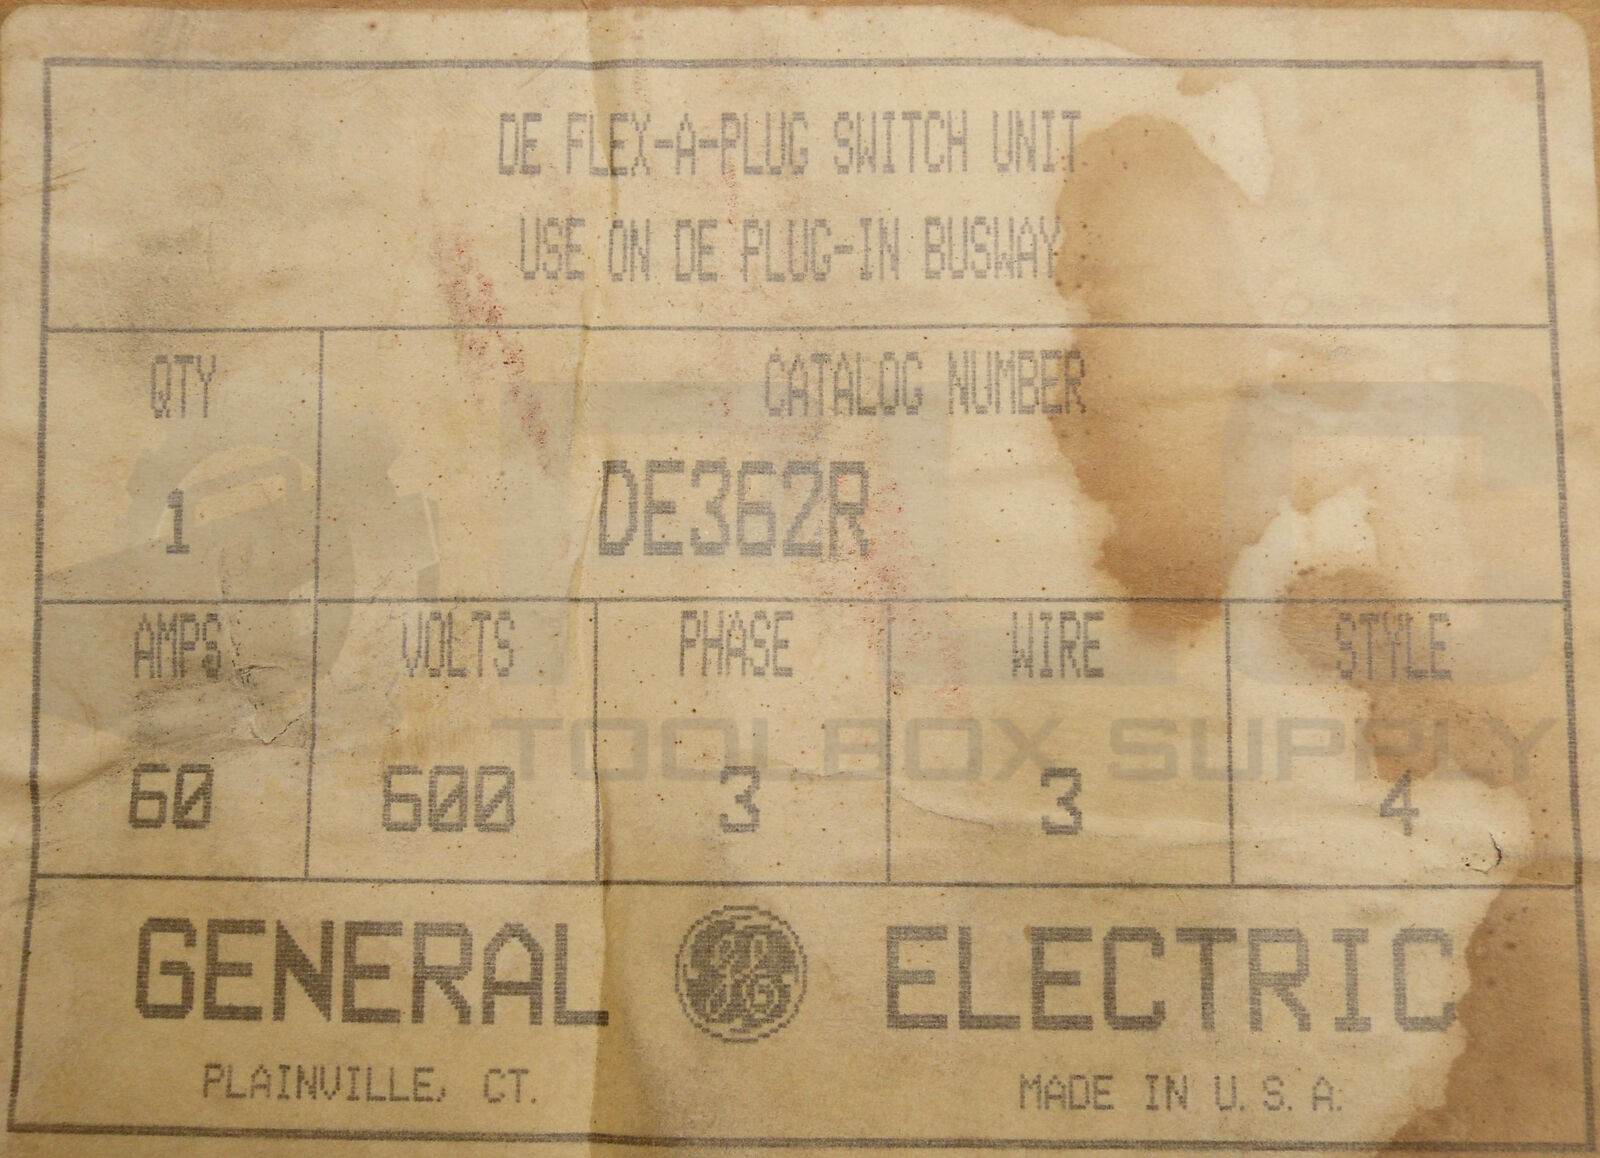 DE FLEX-A-PLUG SWITCH UNIT
USE ON DE PLUG-IN BUSWAY
QTY CATALOG NUMBER
1 DE362R
AMPS VOLTS PHASE WIRE STYLE
60 600 3 3 4
GENERAL GE ELECTRIC
PLAINVILLE, CT. MADE IN U.S.A.
TOOLBOX SUPPLY